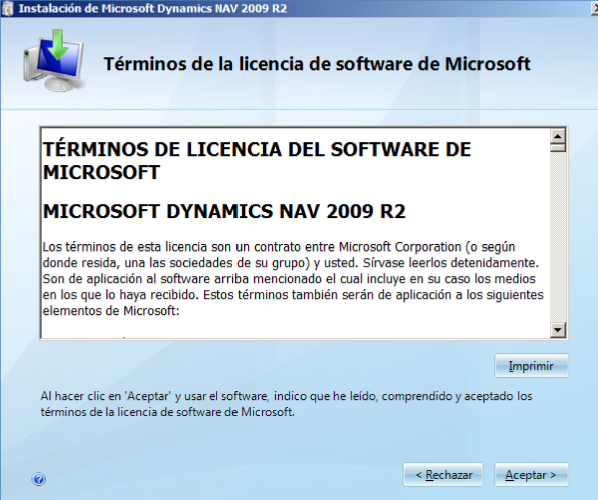 Instalación de Microsoft Dynamics NAV 2009 R2
Términos de la licencia de software de Microsoft
TÉRMINOS DE LICENCIA DEL SOFTWARE DE
MICROSOFT
MICROSOFT DYNAMICS NAV 2009 R2
Los términos de esta licencia son un contrato entre Microsoft Corporation (o según
donde resida, una las sociedades de su grupo) y usted. Sírvase leerlos detenidamente.
Son de aplicación al software arriba mencionado el cual incluye en su caso los medios
en los que lo haya recibido. Estos términos también serán de aplicación a los siguientes
elementos de Microsoft:
Imprimir
Al hacer clic en 'Aceptar' y usar el software, indico que he leído, comprendido y aceptado los
términos de la licencia de software de Microsoft.
< Rechazar
Aceptar >